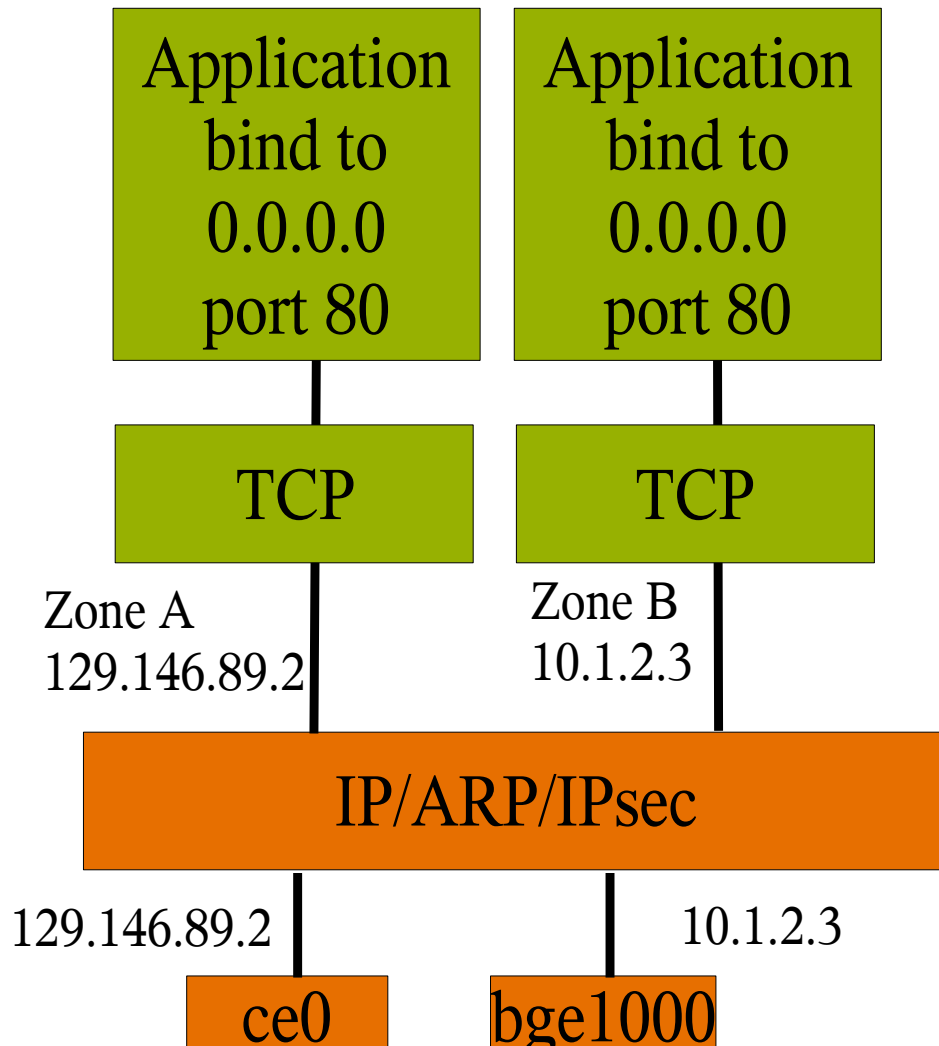 Application
bind to
0.0.0.0
port 80
Application
bind to
0.0.0.0
port 80
TCP
TCP
Zone A
129.146.89.2
Zone B
10.1.2.3
IP/ARP/IPsec
129.146.89.2
10.1.2.3
ce0
bge1000